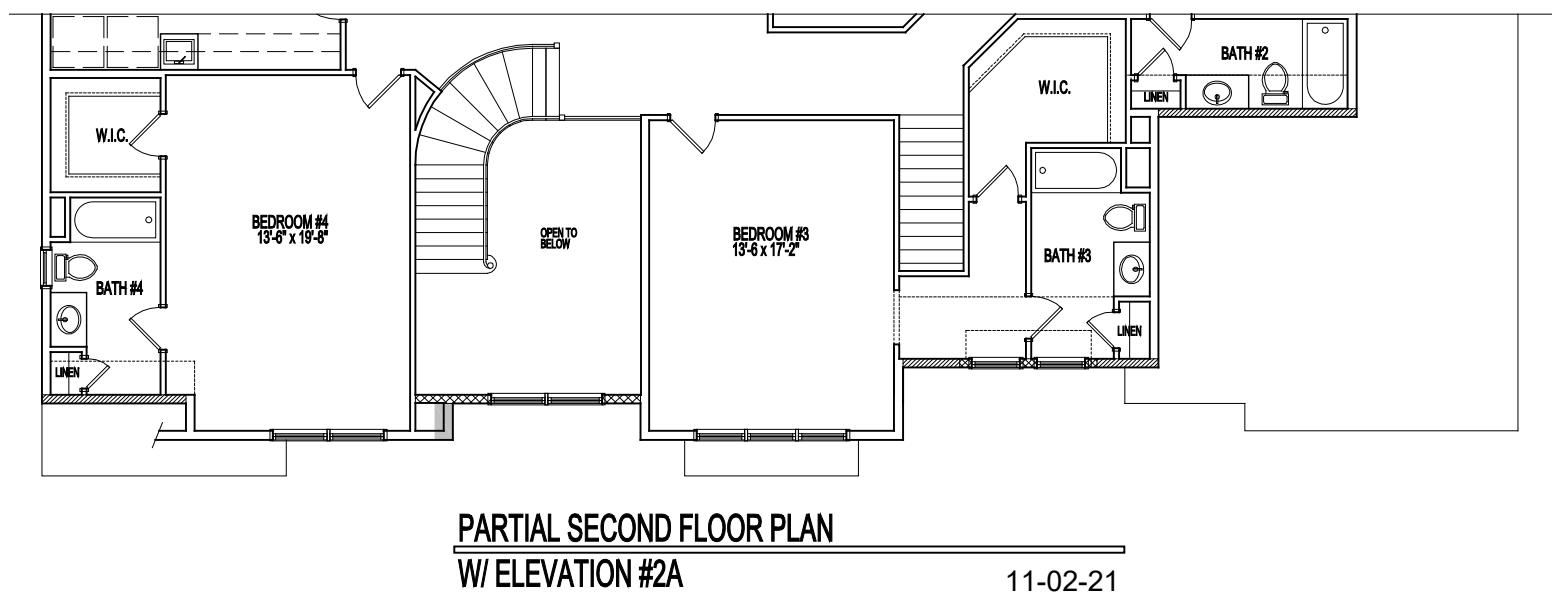 BATH #2
W.I.C.
LINEN
W.I.C.
BEDROOM #4
13'-6" x 19'-8"
OPEN TO
BELOW
BEDROOM #3
13'-6 x 17'-2"
BATH #3
BATH #4
LINEN
LINEN
PARTIAL SECOND FLOOR PLAN
W/ ELEVATION #2A
11-02-21